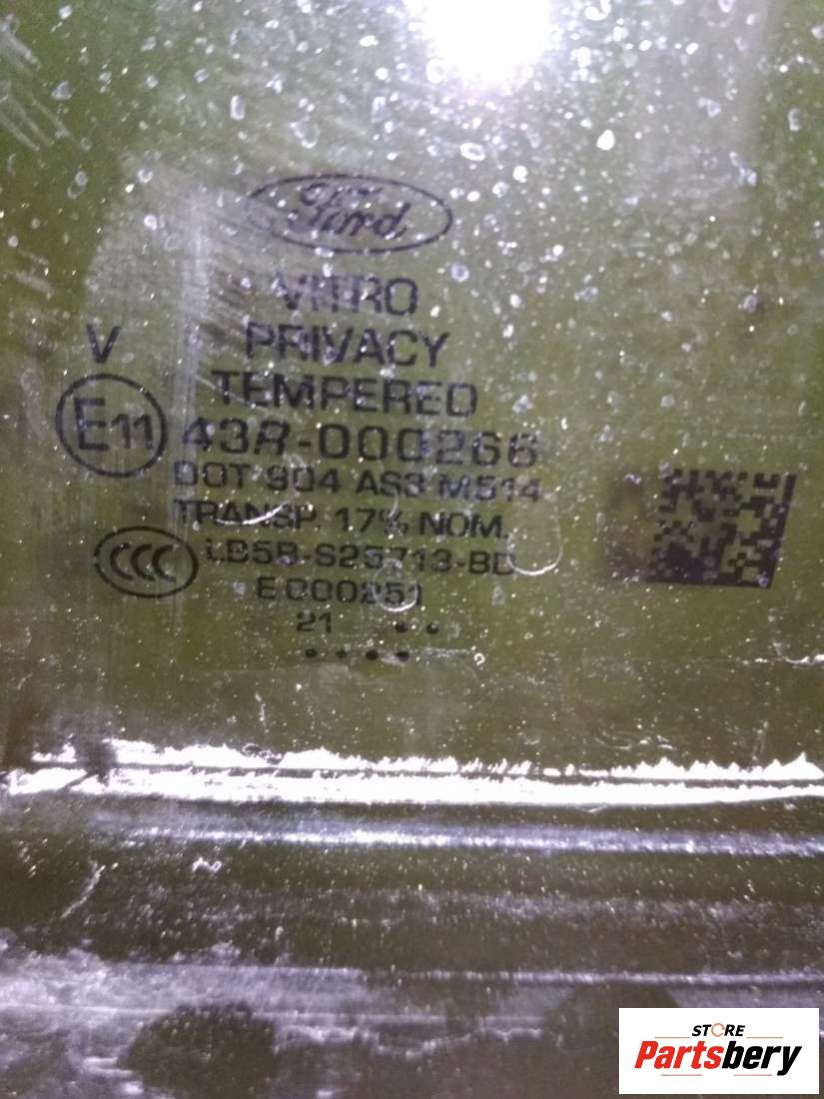 Ford
VITRO
PRIVACY
V TEMPERED
E11 43R-000266
DOT 904 AS3 M514
TRANSP. 17% NOM.
CCC LB5B-S25713-BD
E000251
21 • •
• • • •
STORE
Partsbery